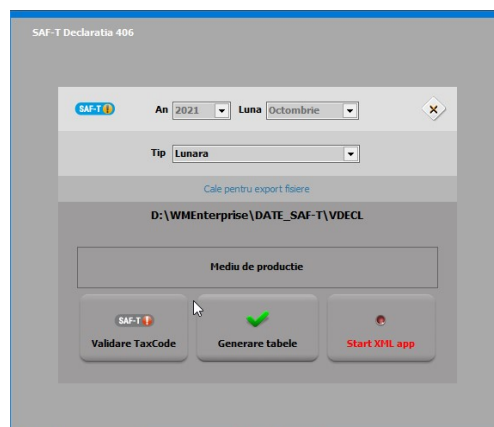 SAF-T Declaratia 406
SAF-T
An 2021 Luna Octombrie
Tip Lunara
Cale pentru export fisiere
D:\WMEnterprise\DATE_SAF-T\VDECL
Mediu de productie
SAF-T
Validare TaxCode Generare tabele Start XML app